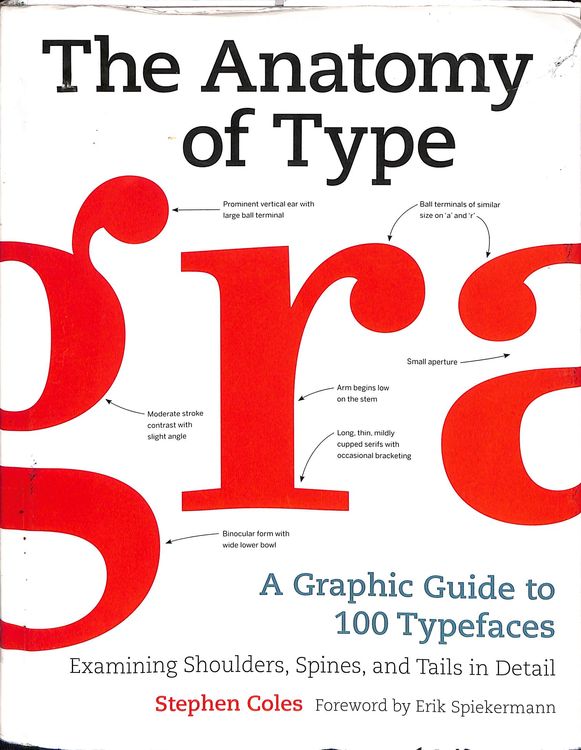 The Anatomy
of Type
Prominent vertical ear with
large ball terminal
Ball terminals of similar
size on 'a' and 'r'
gra
Small aperture
Arm begins low
on the stem
Moderate stroke
contrast with
slight angle
Long, thin, mildly
cupped serifs with
occasional bracketing
Binocular form with
wide lower bowl
A Graphic Guide to
100 Typefaces
Examining Shoulders, Spines, and Tails in Detail
Stephen Coles Foreword by Erik Spiekermann